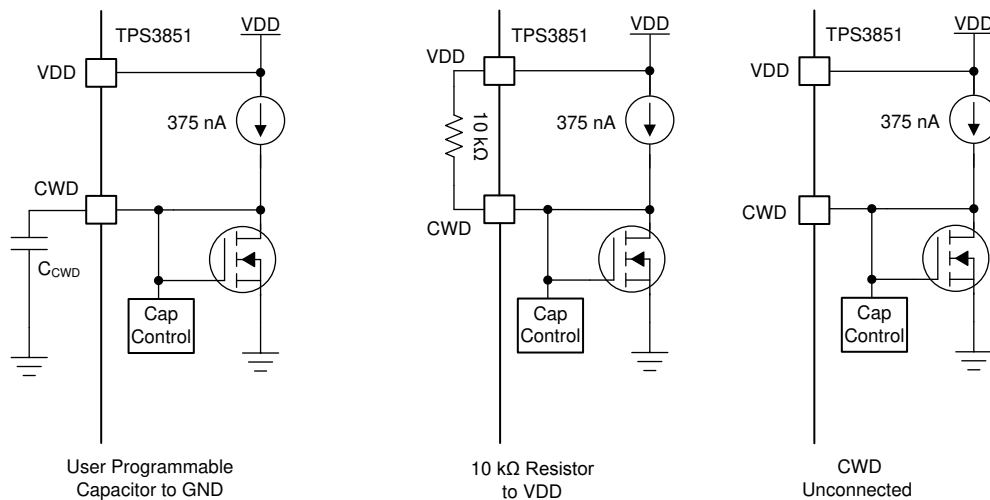 TPS3851
VDD
VDD
375 nA
CWD
CCWD
Cap
Control
User Programmable
Capacitor to GND
TPS3851
VDD
VDD
10 kΩ
375 nA
CWD
Cap
Control
10 kΩ Resistor
to VDD
TPS3851
VDD
VDD
375 nA
CWD
Cap
Control
CWD
Unconnected